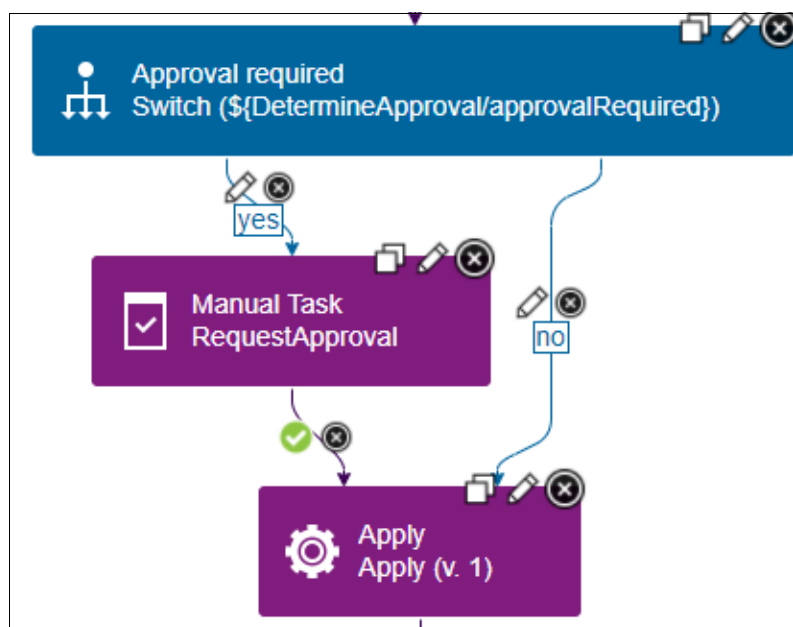 Approval required
Switch (${DetermineApproval/approvalRequired})
yes
Manual Task
RequestApproval
no
Apply
Apply (v. 1)